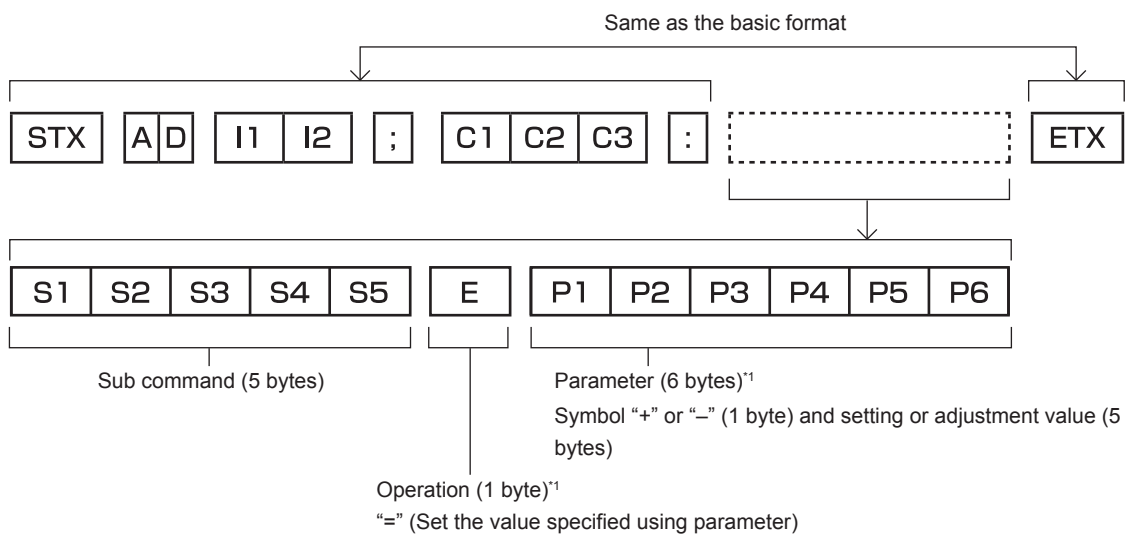 Same as the basic format
STX A D I1 I2 ; C1 C2 C3 : ETX
S1 S2 S3 S4 S5 E P1 P2 P3 P4 P5 P6
Sub command (5 bytes)
Parameter (6 bytes)*1
Symbol “+” or “–” (1 byte) and setting or adjustment value (5
bytes)
Operation (1 byte)*1
“=” (Set the value specified using parameter)